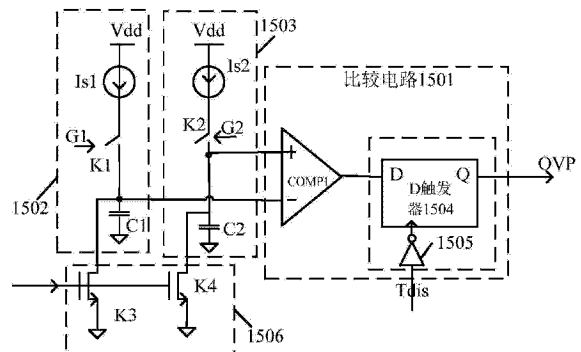 Vdd
Vdd
1503
Is1
Is2
比较电路1501
G1
K1
K2
G2
COMP1
+
−
D
Q
OVP
D触发
器1504
1502
C1
C2
1505
Tdis
K3
K4
1506